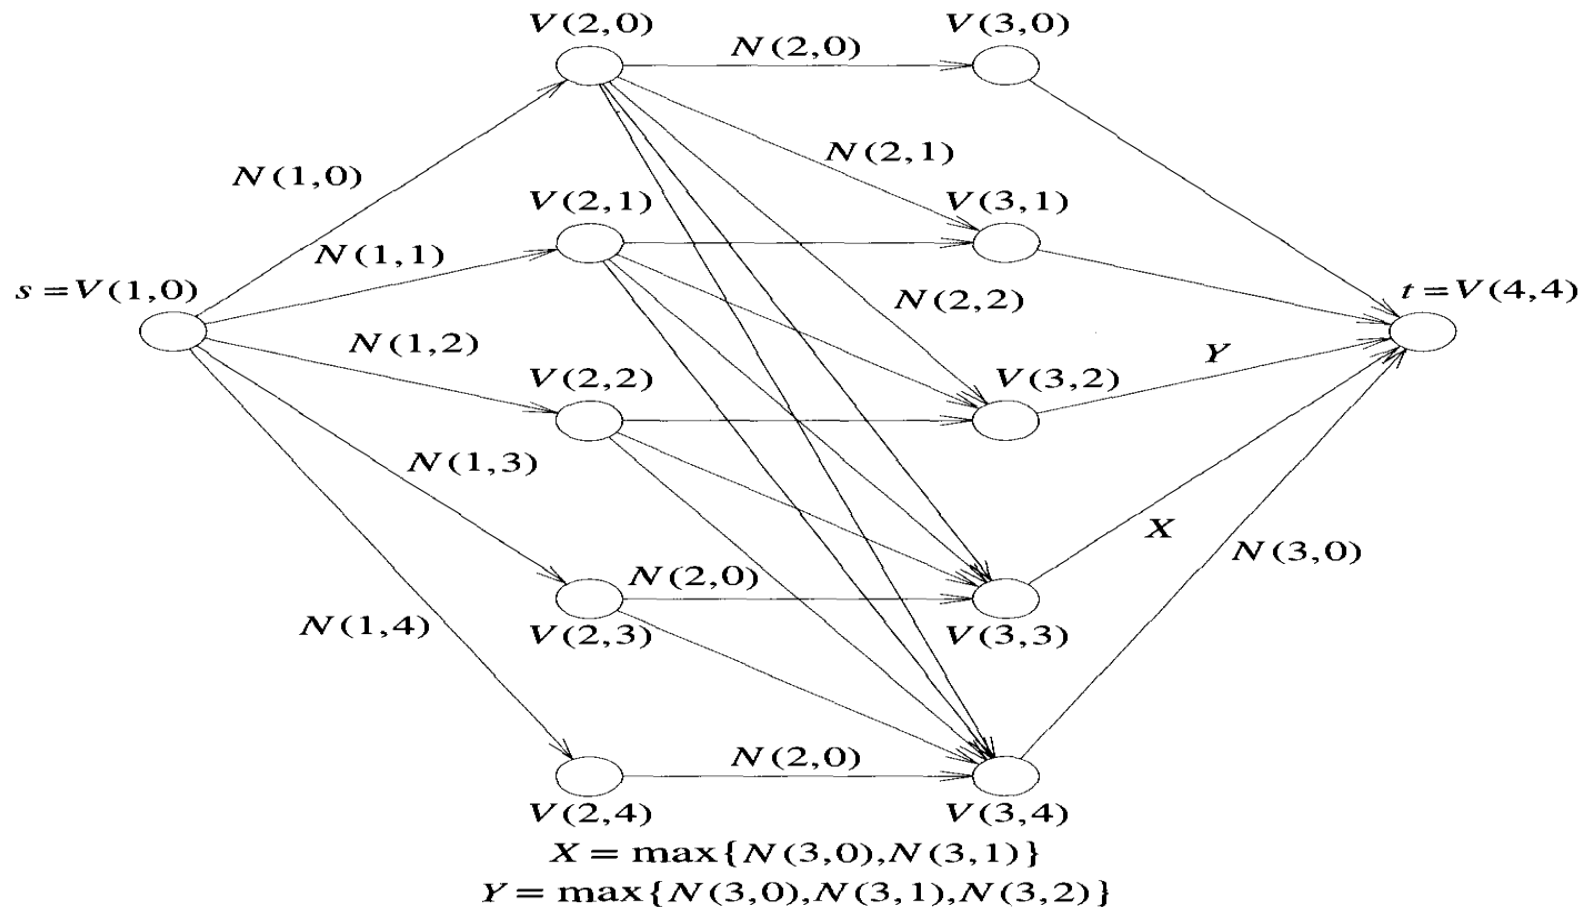 V(2,0)
V(3,0)
N(2,0)
N(2,1)
N(1,0)
V(2,1)
V(3,1)
N(1,1)
s=V(1,0)
N(2,2)
t=V(4,4)
N(1,2)
Y
V(2,2)
V(3,2)
N(1,3)
X
N(3,0)
N(2,0)
N(1,4)
V(2,3)
V(3,3)
N(2,0)
V(2,4)
V(3,4)
X = max{N(3,0),N(3,1)}
Y = max{N(3,0),N(3,1),N(3,2)}